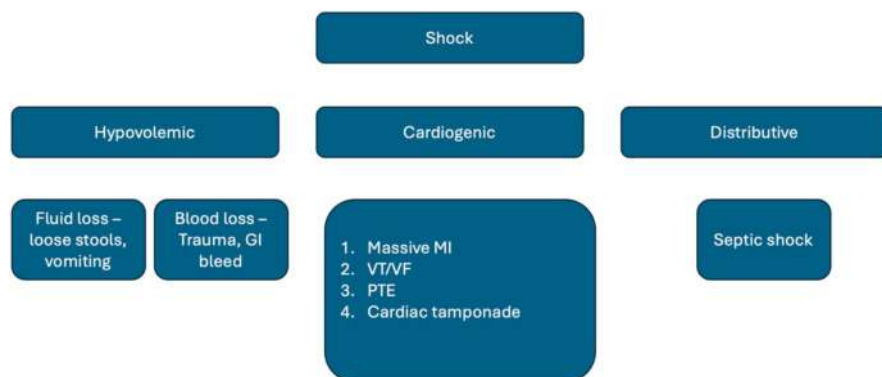 Shock
Hypovolemic
Cardiogenic
Distributive
Fluid loss –
loose stools,
vomiting
Blood loss –
Trauma, GI
bleed
1. Massive MI
2. VT/VF
3. PTE
4. Cardiac tamponade
Septic shock